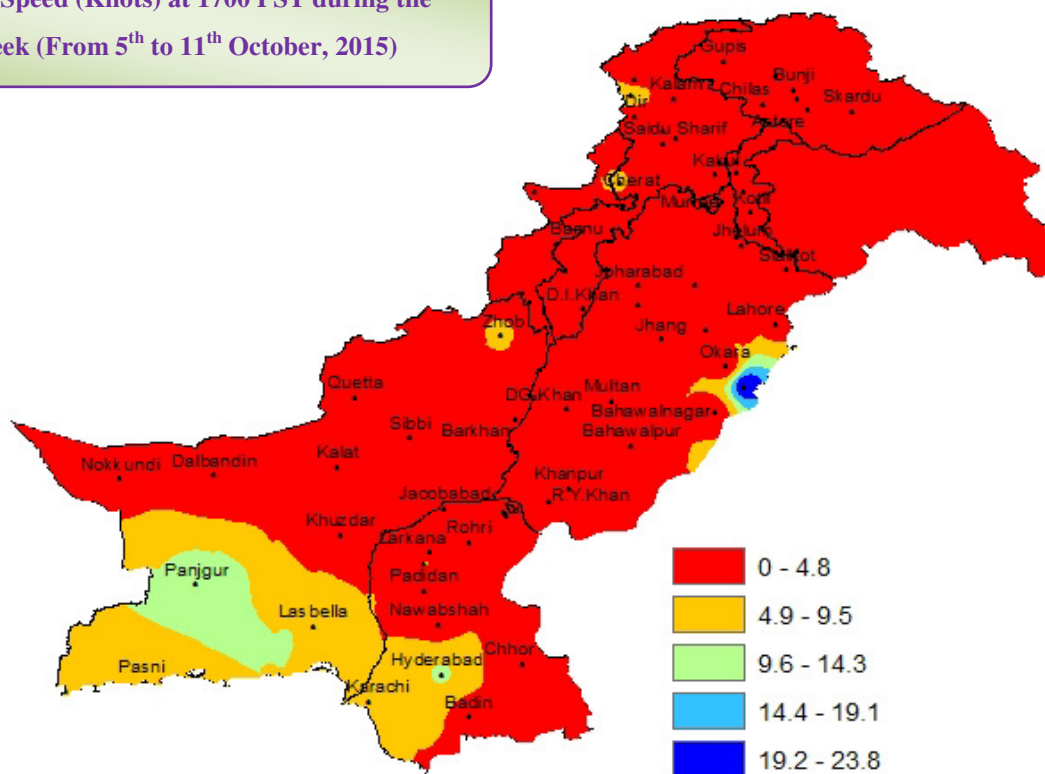 Speed (Knots) at 1700 PST during the
(From 5th to 11th October, 2015)
Gupis
Bunji
Kalam
Chilas
Skardu
Dir
Astore
Saidu Sharif
Kakul
Cherat
Murree
Kotli
Bannu
Jhelum
Sialkot
Joharabad
D.I.Khan
Lahore
Zhob
Jhang
Okara
Quetta
DG.Khan
Multan
Bahawalnagar
Sibbi
Barkhan
Bahawalpur
Nokkundi
Dalbandin
Kalat
Khanpur
Jacobabad
R.Y.Khan
Khuzdar
Rohri
Larkana
Panjgur
Padidan
Lasbella
Nawabshah
Hyderabad
Chhor
Pasni
Karachi
Badin
0 - 4.8
4.9 - 9.5
9.6 - 14.3
14.4 - 19.1
19.2 - 23.8